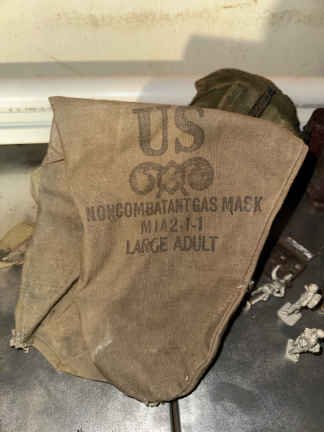 US
NONCOMBATANT GAS MASK
M1A2-1-1
LARGE ADULT